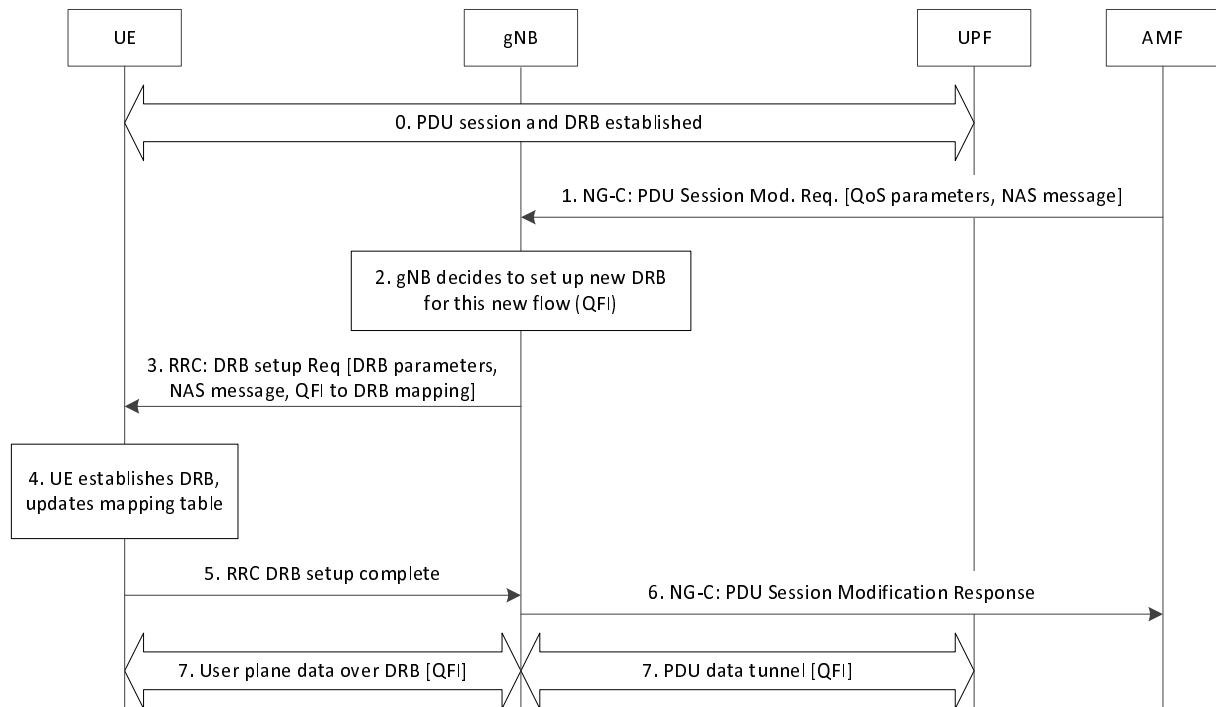 UE
gNB
UPF
AMF
0. PDU session and DRB established
1. NG-C: PDU Session Mod. Req. [QoS parameters, NAS message]
2. gNB decides to set up new DRB
for this new flow (QFI)
3. RRC: DRB setup Req [DRB parameters,
NAS message, QFI to DRB mapping]
4. UE establishes DRB,
updates mapping table
5. RRC DRB setup complete
6. NG-C: PDU Session Modification Response
7. User plane data over DRB [QFI]
7. PDU data tunnel [QFI]